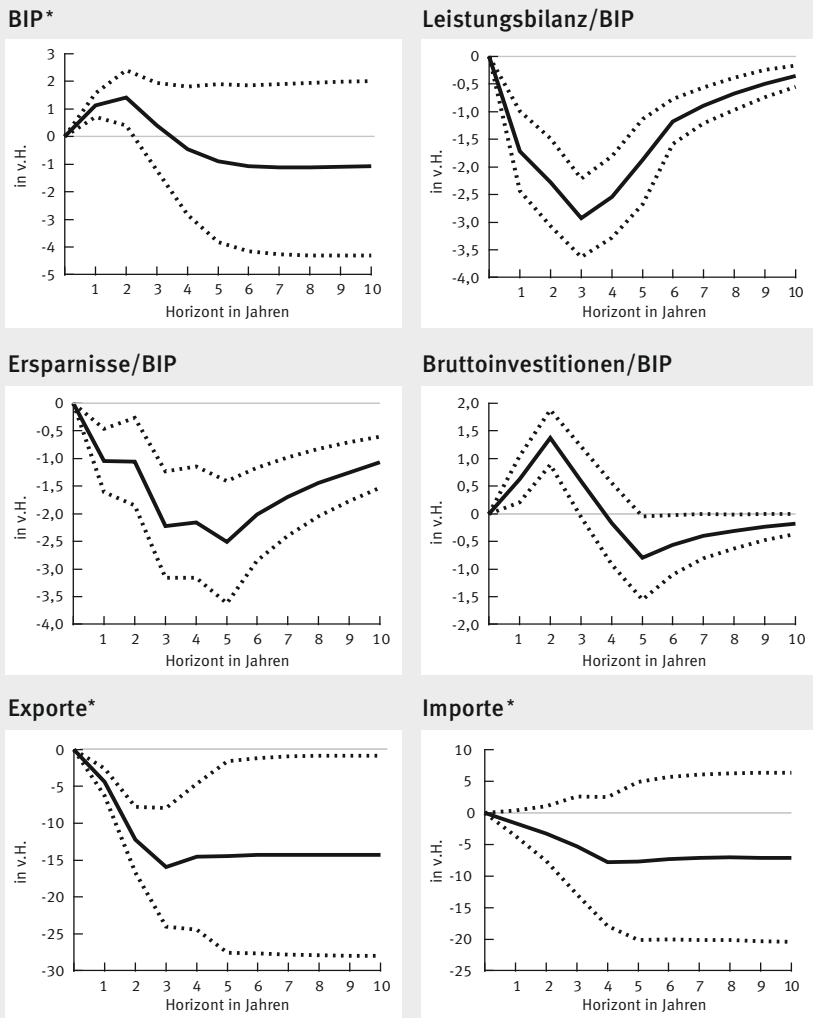 BIP*
3
2
1
0
-1
-2
-3
-4
-5
in v.H.
1 2 3 4 5 6 7 8 9 10
Horizont in Jahren
Leistungsbilanz/BIP
0
-0,5
-1,0
-1,5
-2,0
-2,5
-3,0
-3,5
-4,0
in v.H.
1 2 3 4 5 6 7 8 9 10
Horizont in Jahren
Ersparnisse/BIP
0
-0,5
-1,0
-1,5
-2,0
-2,5
-3,0
-3,5
-4,0
in v.H.
1 2 3 4 5 6 7 8 9 10
Horizont in Jahren
Bruttoinvestitionen/BIP
2,0
1,5
1,0
0,5
0
-0,5
-1,0
-1,5
-2,0
in v.H.
1 2 3 4 5 6 7 8 9 10
Horizont in Jahren
Exporte*
0
-5
-10
-15
-20
-25
-30
in v.H.
1 2 3 4 5 6 7 8 9 10
Horizont in Jahren
Importe*
10
5
0
-5
-10
-15
-20
-25
in v.H.
1 2 3 4 5 6 7 8 9 10
Horizont in Jahren